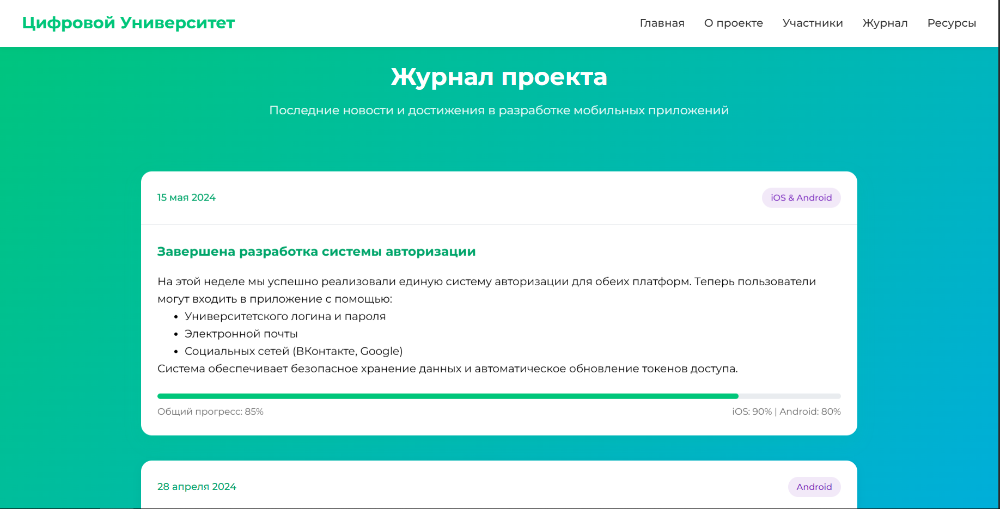 Цифровой Университет
Главная О проекте Участники Журнал Ресурсы
Журнал проекта
Последние новости и достижения в разработке мобильных приложений
15 мая 2024
iOS & Android
Завершена разработка системы авторизации
На этой неделе мы успешно реализовали единую систему авторизации для обеих платформ. Теперь пользователи
могут входить в приложение с помощью:
• Университетского логина и пароля
• Электронной почты
• Социальных сетей (ВКонтакте, Google)
Система обеспечивает безопасное хранение данных и автоматическое обновление токенов доступа.
Общий прогресс: 85%
iOS: 90% | Android: 80%
28 апреля 2024
Android